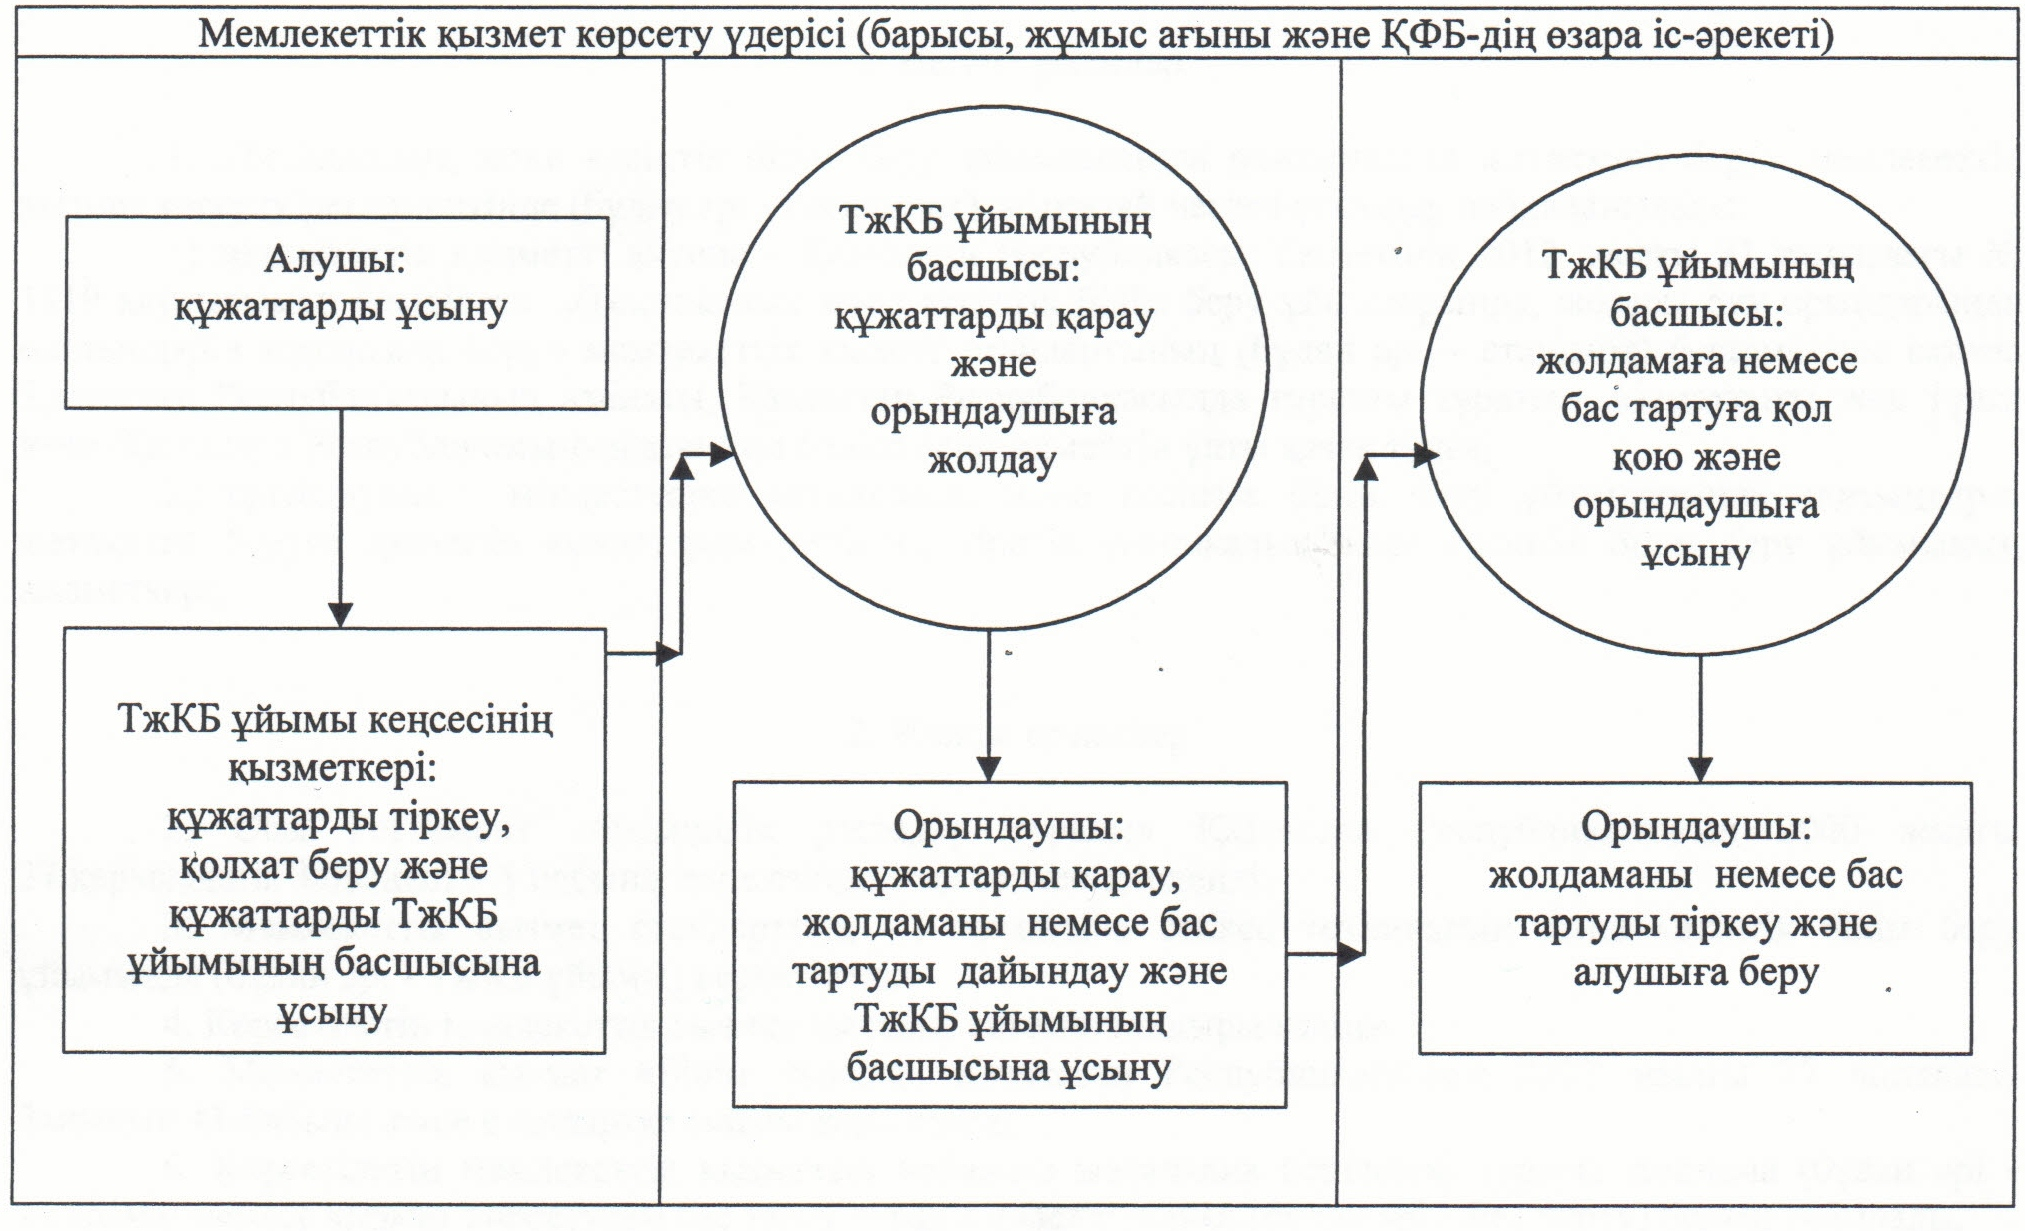 Мемлекеттік қызмет көрсету үдерісі (барысы, жұмыс ағыны және ҚФБ-дің өзара іс-әрекеті)
Алушы:
құжаттарды ұсыну
ТжКБ ұйымы кеңсесінің
қызметкері:
құжаттарды тіркеу,
қолхат беру және
құжаттарды ТжКБ
ұйымының басшысына
ұсыну
ТжКБ ұйымының
басшысы:
құжаттарды қарау
және
орындаушыға
жолдау
Орындаушы:
құжаттарды қарау,
жолдаманы немесе бас
тартуды дайындау және
ТжКБ ұйымының
басшысына ұсыну
ТжКБ ұйымының
басшысы:
жолдамаға немесе
бас тартуға қол
қою және
орындаушыға
ұсыну
Орындаушы:
жолдаманы немесе бас
тартуды тіркеу және
алушыға беру